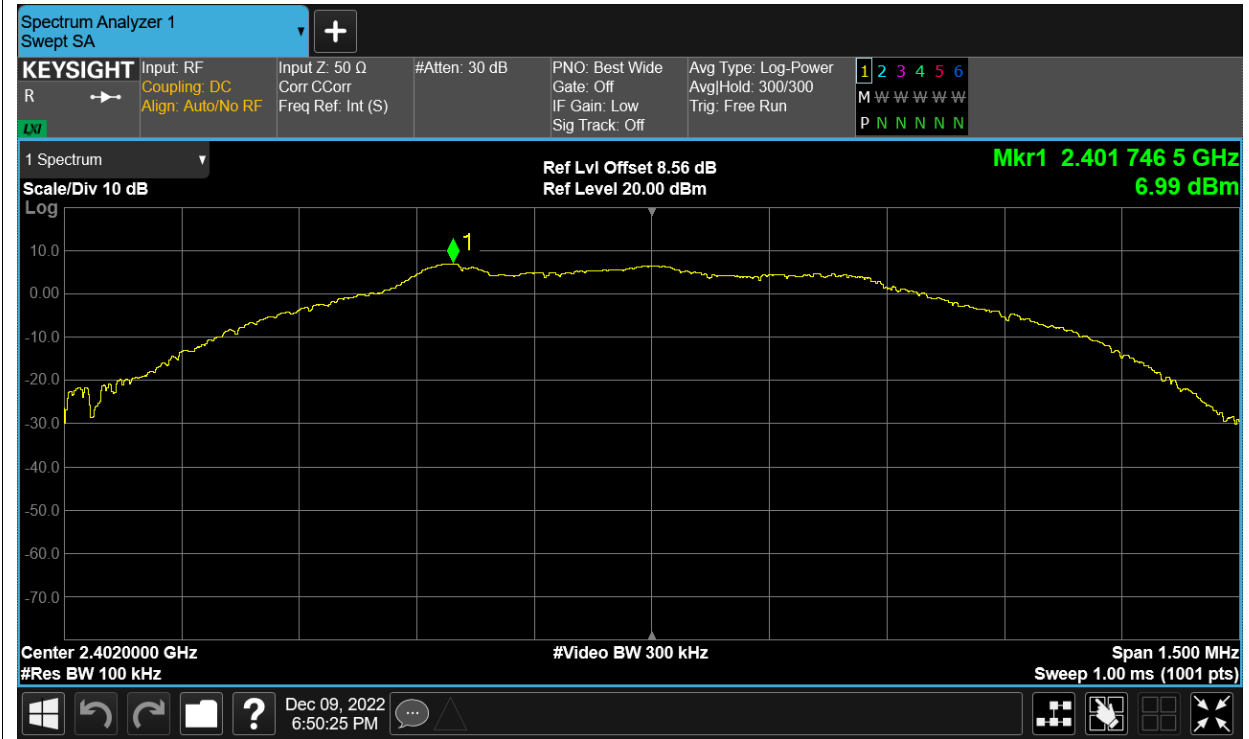 Spectrum Analyzer 1
Swept SA
KEYSIGHT
R
LXI
Input: RF
Coupling: DC
Align: Auto/No RF
Input Z: 50 Ω
Corr CCorr
Freq Ref: Int (S)
#Atten: 30 dB
PNO: Best Wide
Gate: Off
IF Gain: Low
Sig Track: Off
Avg Type: Log-Power
Avg|Hold: 300/300
Trig: Free Run
1 2 3 4 5 6
M W W W W W
P N N N N N
1 Spectrum
Scale/Div 10 dB
Ref Lvl Offset 8.56 dB
Ref Level 20.00 dBm
Mkr1 2.401 746 5 GHz
6.99 dBm
Log
1
10.0
0.00
-10.0
-20.0
-30.0
-40.0
-50.0
-60.0
-70.0
Center 2.4020000 GHz
#Res BW 100 kHz
#Video BW 300 kHz
Span 1.500 MHz
Sweep 1.00 ms (1001 pts)
?
Dec 09, 2022
6:50:25 PM